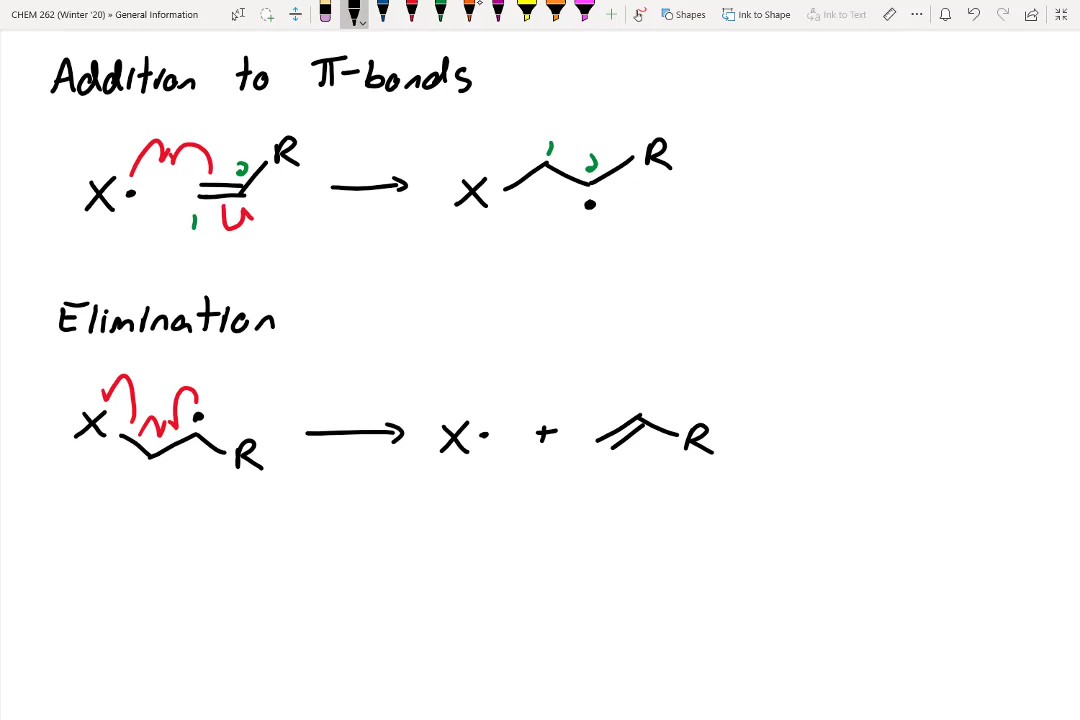 CHEM 262 (Winter '20) » General Information
Shapes
Ink to Shape
Ink to Text
Addition to π-bonds
X· 1 2 R → X 1 2 · R
Elimination
X · R → X· + R